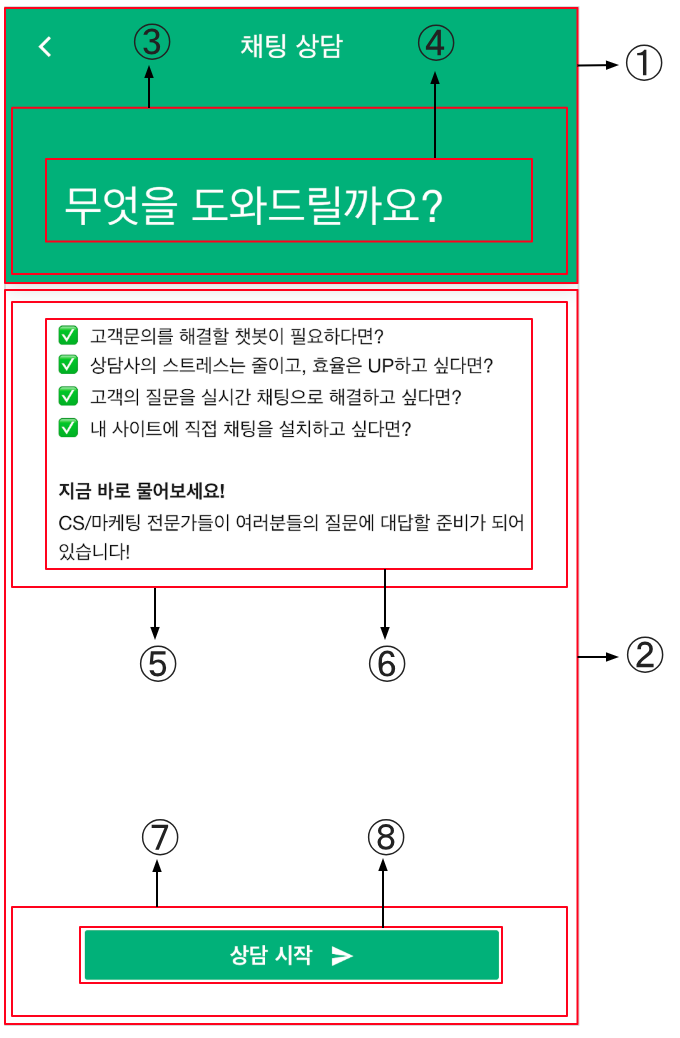 ③ 채팅 상담 ④
①
무엇을 도와드릴까요?
✅ 고객문의를 해결할 챗봇이 필요하다면?
✅ 상담사의 스트레스는 줄이고, 효율은 UP하고 싶다면?
✅ 고객의 질문을 실시간 채팅으로 해결하고 싶다면?
✅ 내 사이트에 직접 채팅을 설치하고 싶다면?
지금 바로 물어보세요!
CS/마케팅 전문가들이 여러분들의 질문에 대답할 준비가 되어
있습니다!
⑤ ⑥ ②
⑦ ⑧
상담 시작